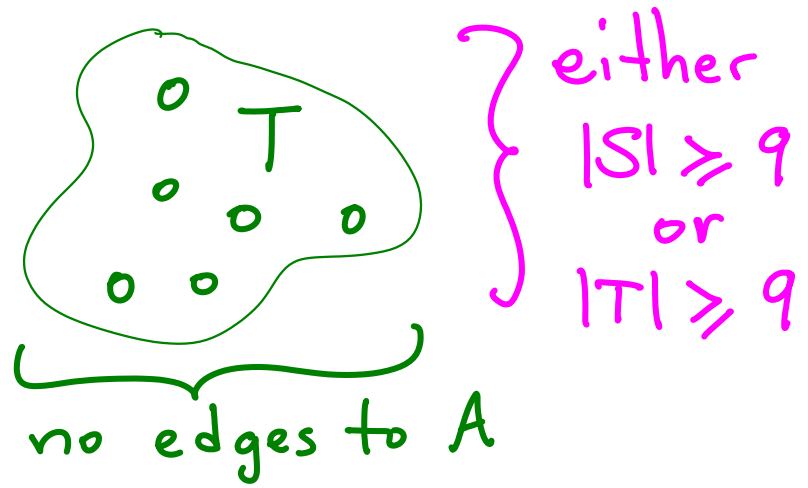 T
either
|S| ⩾ 9
or
|T| ⩾ 9
no edges to A